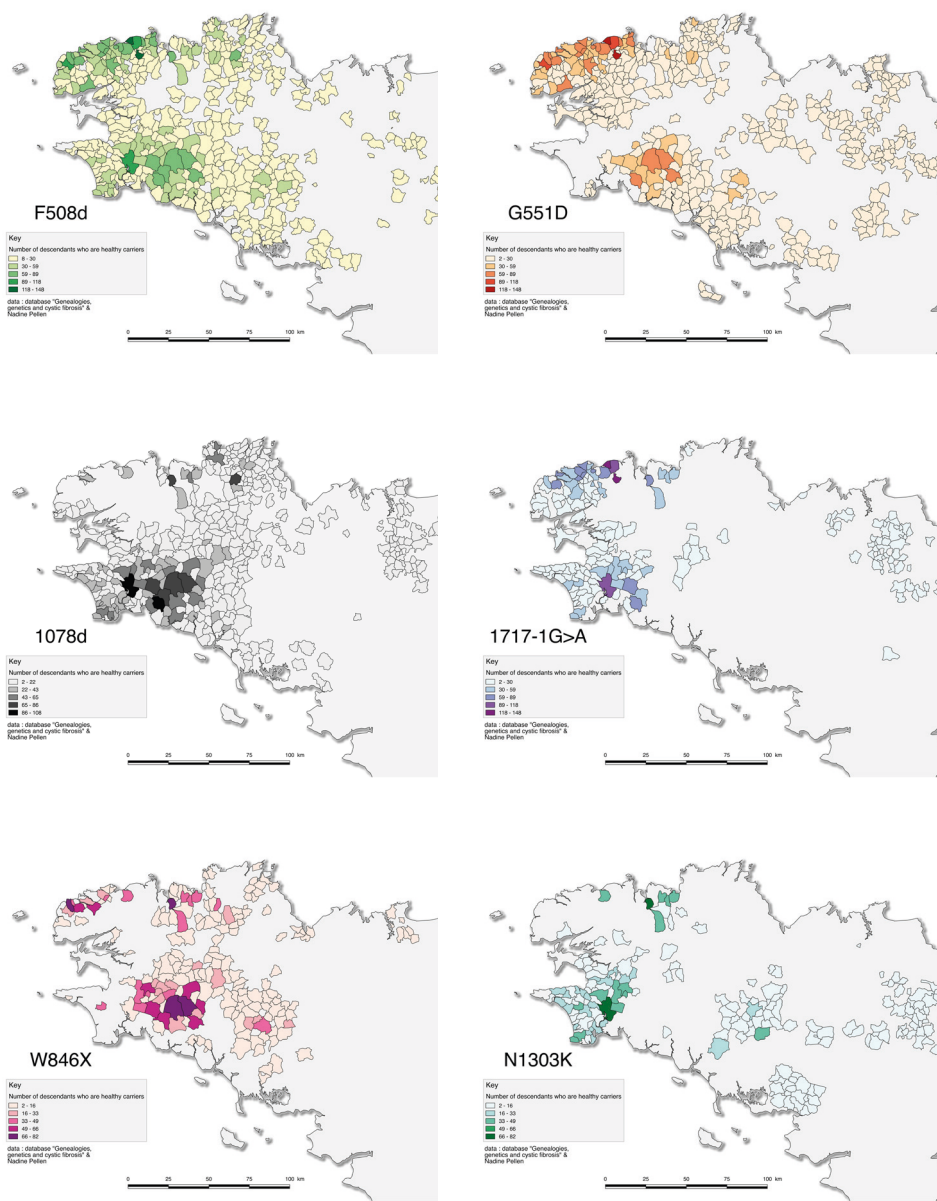 F508d
Key
Number of descendants who are healthy carriers
8 - 30
30 - 59
59 - 89
89 - 118
118 - 148
data : database "Genealogies,
genetics and cystic fibrosis" &
Nadine Pellen
0 25 50 75 100 km
G551D
Key
Number of descendants who are healthy carriers
2 - 30
30 - 59
59 - 89
89 - 118
118 - 148
data : database "Genealogies,
genetics and cystic fibrosis" &
Nadine Pellen
0 25 50 75 100 km
1078d
Key
Number of descendants who are healthy carriers
2 - 22
22 - 43
43 - 65
65 - 86
86 - 108
data : database "Genealogies,
genetics and cystic fibrosis" &
Nadine Pellen
0 25 50 75 100 km
1717-1G>A
Key
Number of descendants who are healthy carriers
2 - 30
30 - 59
59 - 89
89 - 118
118 - 148
data : database "Genealogies,
genetics and cystic fibrosis" &
Nadine Pellen
0 25 50 75 100 km
W846X
Key
Number of descendants who are healthy carriers
2 - 16
16 - 33
33 - 49
49 - 66
66 - 82
data : database "Genealogies,
genetics and cystic fibrosis" &
Nadine Pellen
0 25 50 75 100 km
N1303K
Key
Number of descendants who are healthy carriers
2 - 16
16 - 33
33 - 49
49 - 66
66 - 82
data : database "Genealogies,
genetics and cystic fibrosis" &
Nadine Pellen
0 25 50 75 100 km